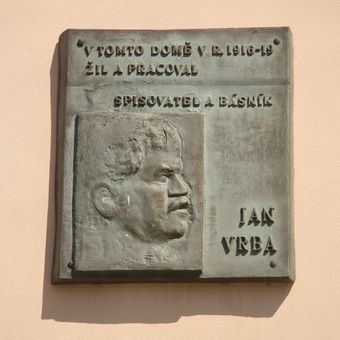 V TOMTO DOMĚ V R. 1916-19
ŽIL A PRACOVAL
SPISOVATEL A BÁSNÍK
JAN
VRBA